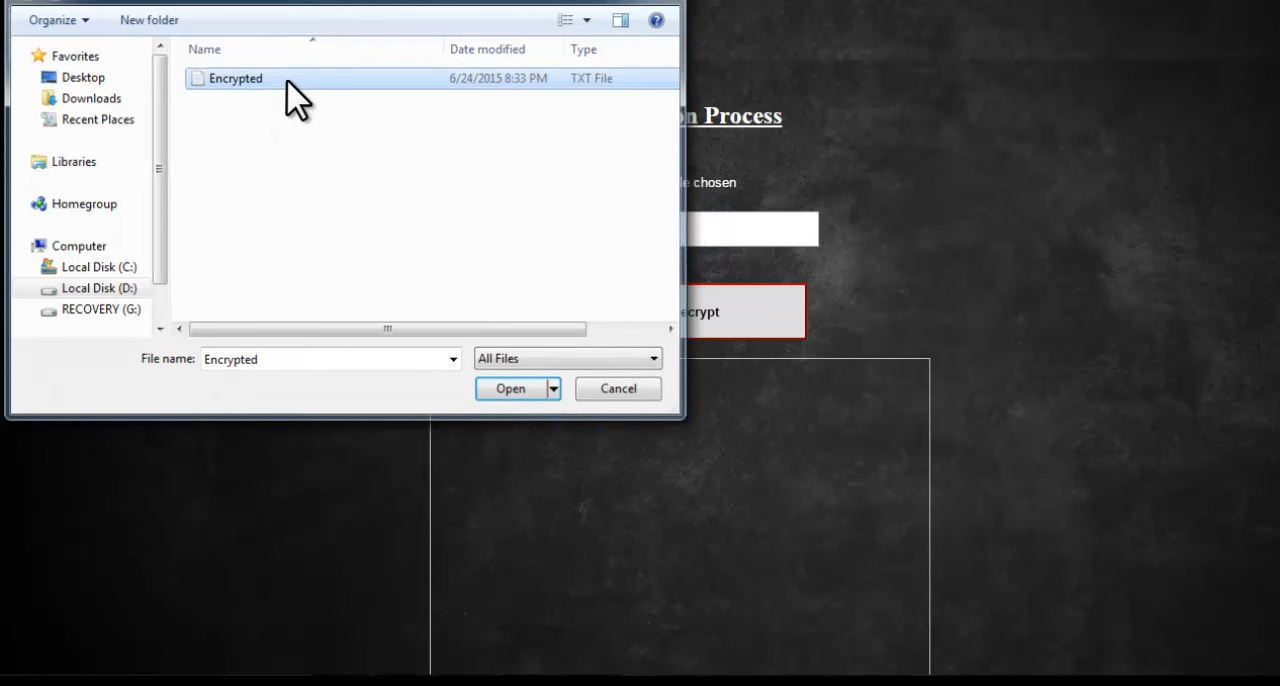 Organize New folder
Name Date modified Type
Favorites
Encrypted 6/24/2015 8:33 PM TXT File
Desktop
Downloads
Recent Places
Process
chosen
Libraries
Homegroup
Computer
Local Disk (C:)
Local Disk (D:)
RECOVERY (G:)
ecrypt
File name: Encrypted All Files
Open Cancel